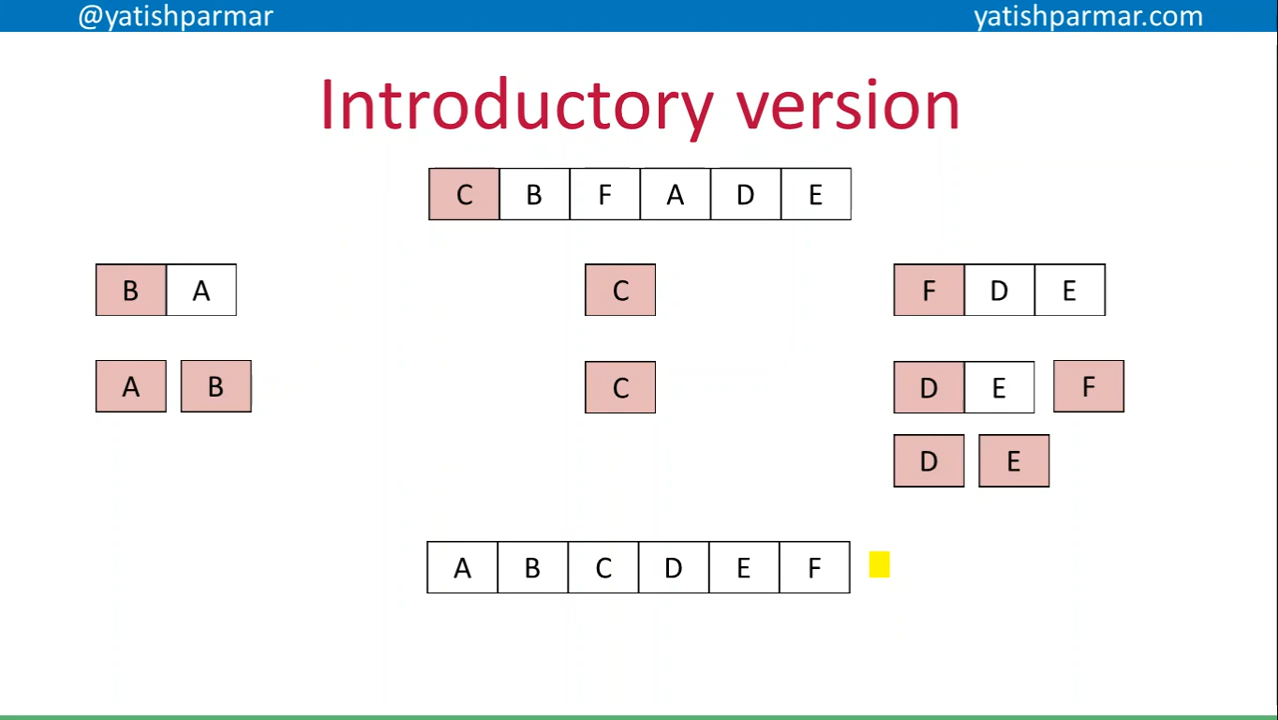 @yatishparmar yatishparmar.com
Introductory version
C B F A D E
B A C F D E
A B C D E F
D E
A B C D E F